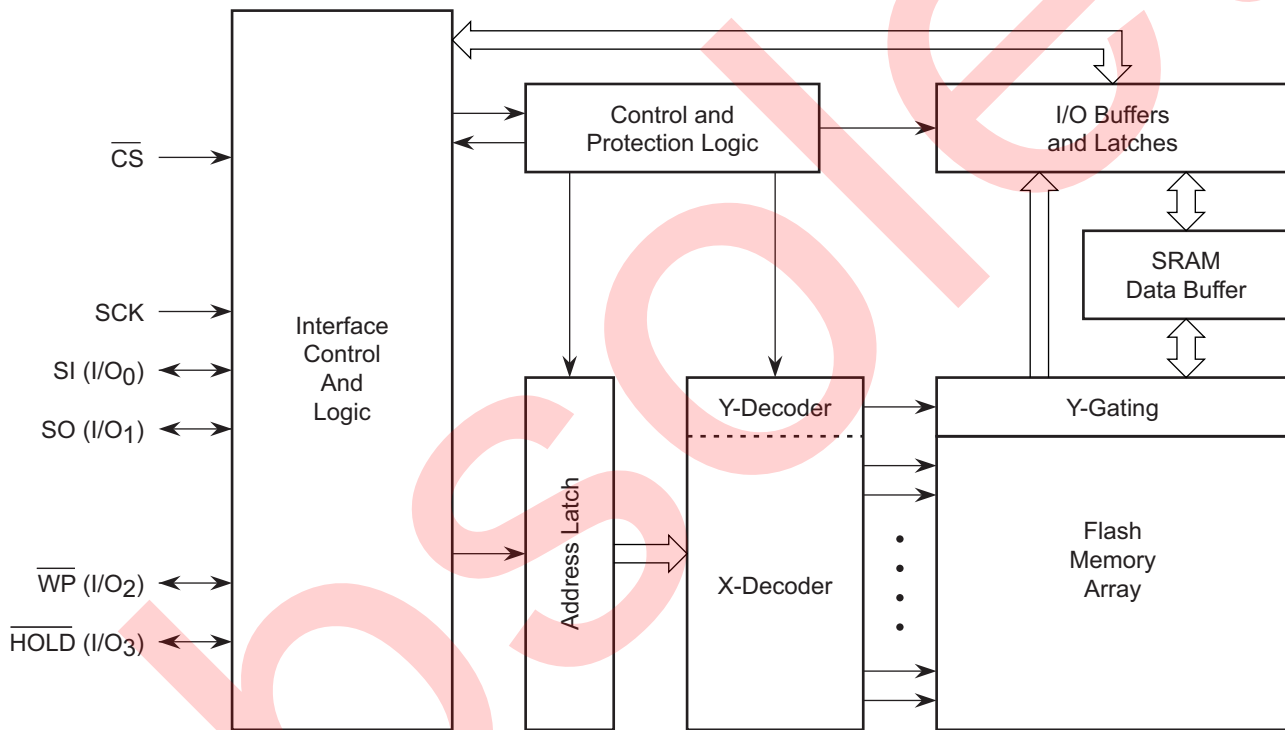 Control and
Protection Logic
I/O Buffers
and Latches
CS
SRAM
Data Buffer
SCK
Interface
Control
And
Logic
SI (I/O0)
SO (I/O1)
Y-Decoder
Y-Gating
Address Latch
X-Decoder
Flash
Memory
Array
WP (I/O2)
HOLD (I/O3)